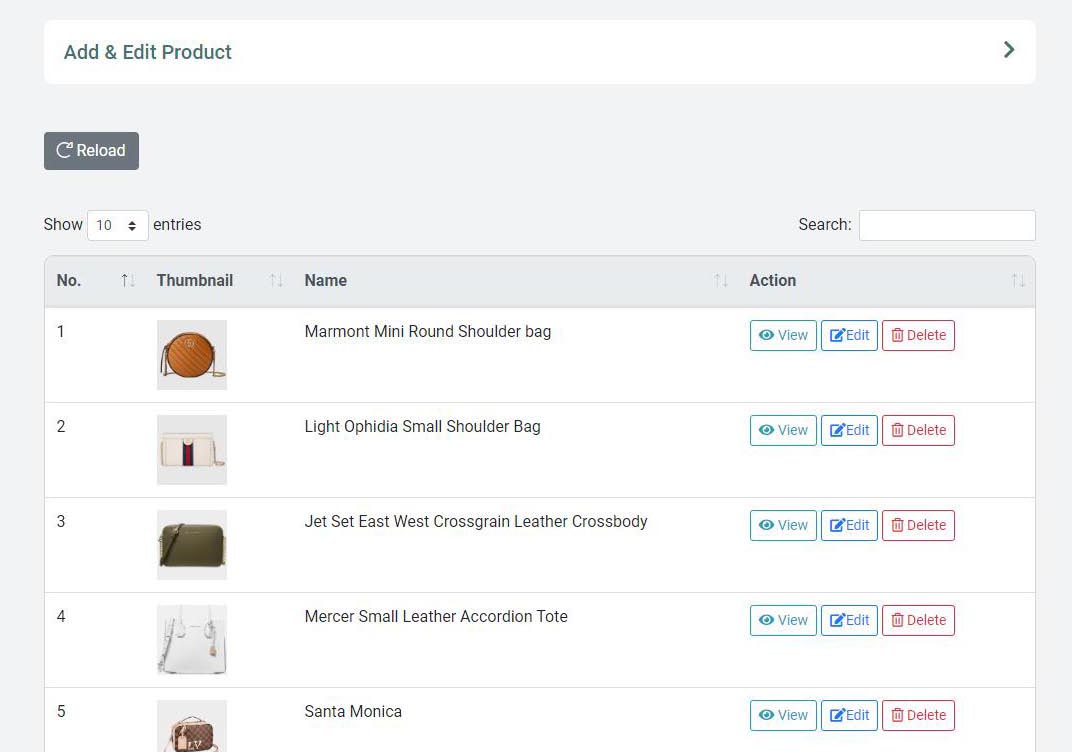 Add & Edit Product
Reload
Show 10 entries
Search:
No. Thumbnail Name Action
1 Marmont Mini Round Shoulder bag View Edit Delete
2 Light Ophidia Small Shoulder Bag View Edit Delete
3 Jet Set East West Crossgrain Leather Crossbody View Edit Delete
4 Mercer Small Leather Accordion Tote View Edit Delete
5 Santa Monica View Edit Delete